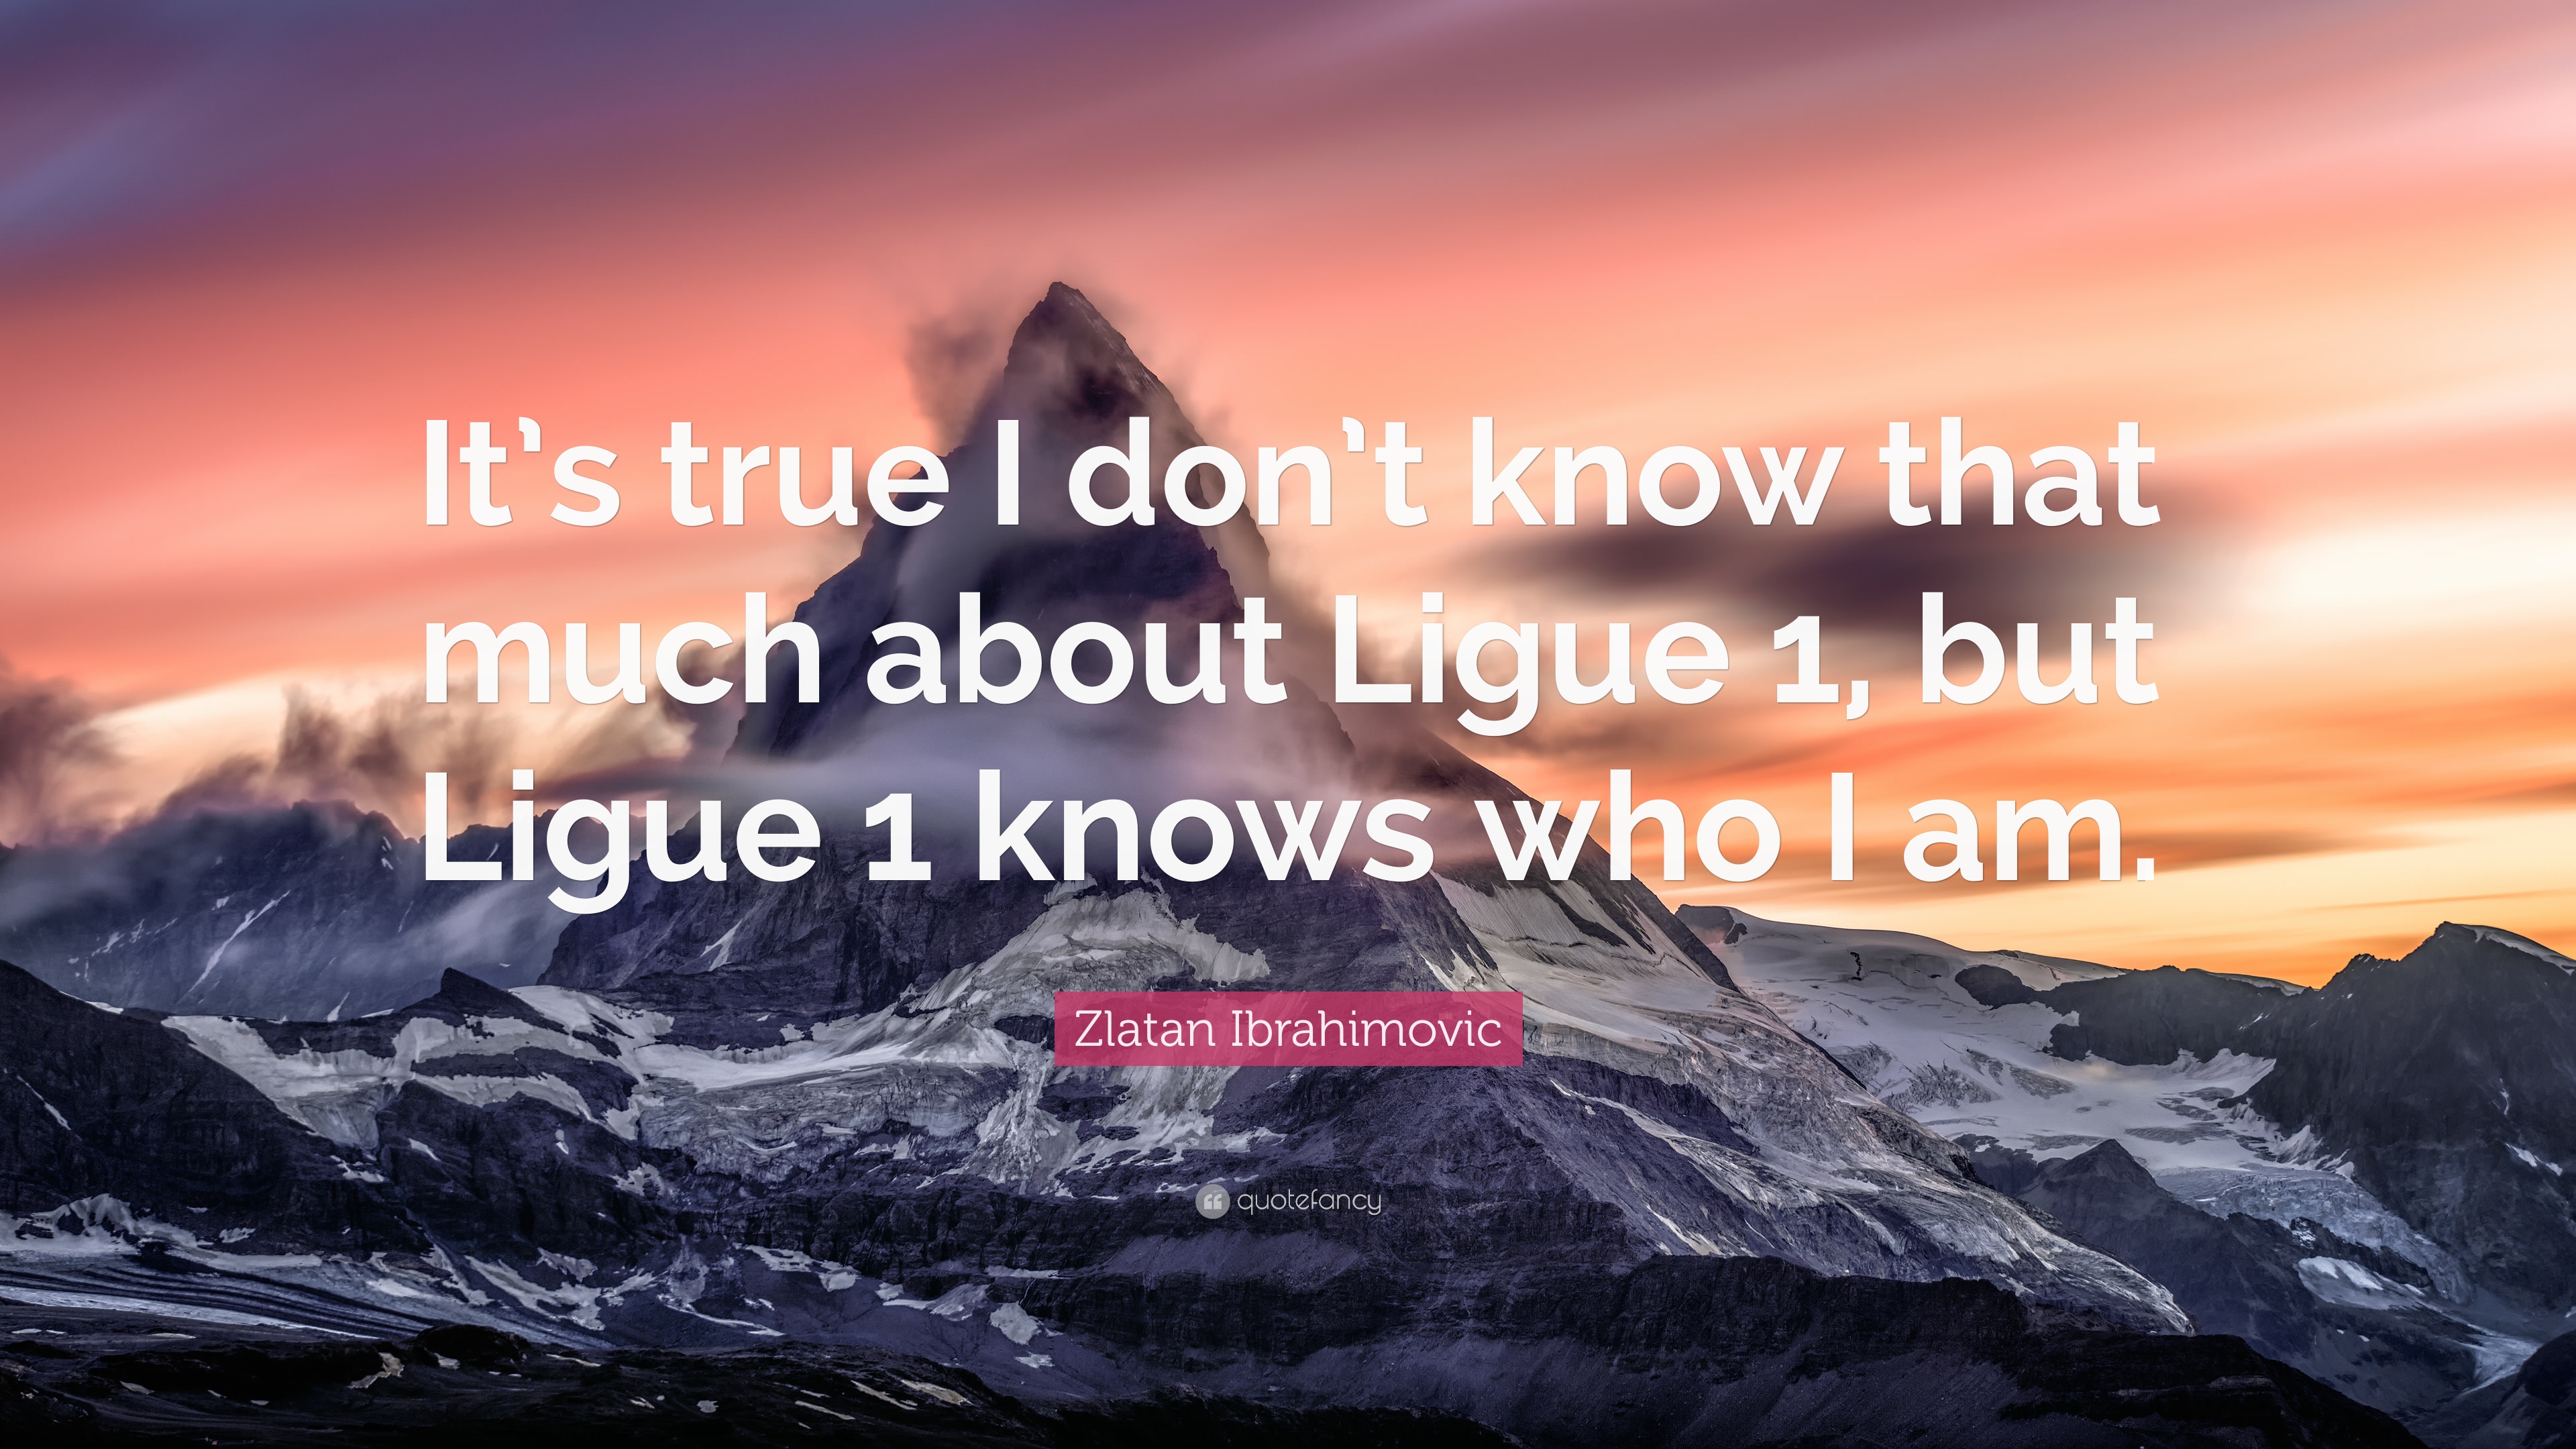 It’s true I don’t know that
much about Ligue 1, but
Ligue 1 knows who I am.
Zlatan Ibrahimovic
quotefancy